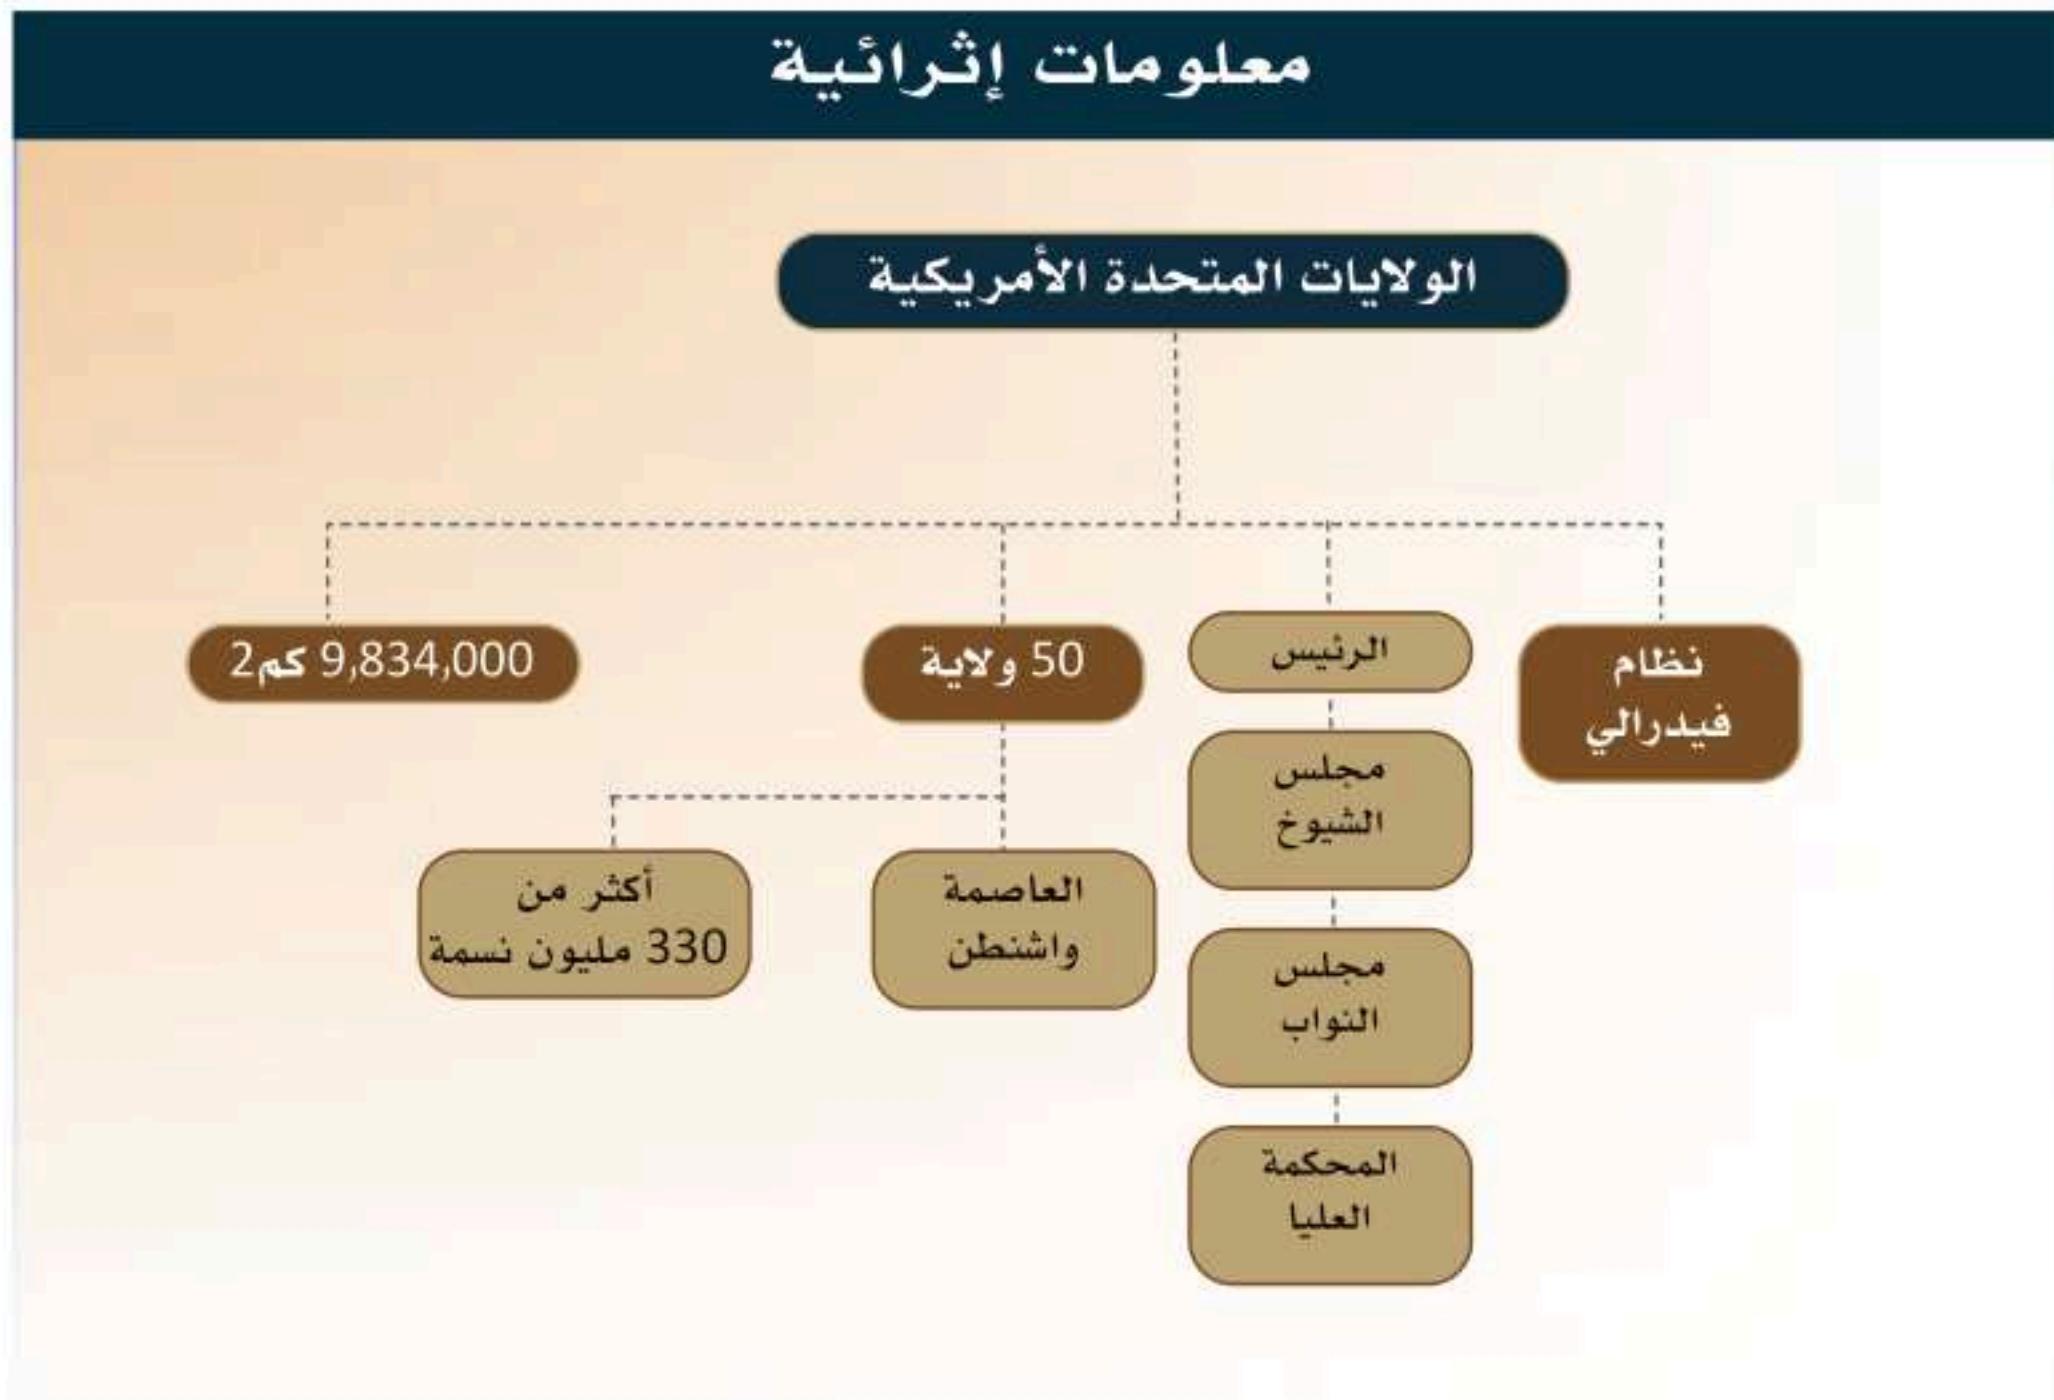 معلومات إثرائية
الولايات المتحدة الأمريكية
نظام
فيدرالي
الرئيس
مجلس
الشيوخ
مجلس
النواب
المحكمة
العليا
50 ولاية
العاصمة
واشنطن
أكثر من
330 مليون نسمة
9,834,000 كم2